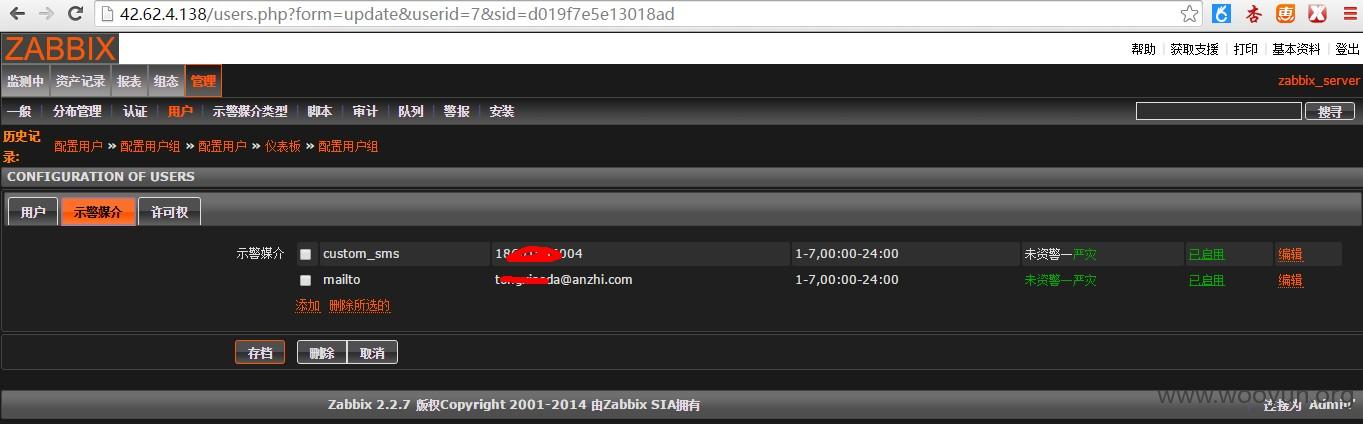 42.62.4.138/users.php?form=update&userid=7&sid=d019f7e5e13018ad
ZABBIX
帮助 获取支援 打印 基本资料 登出
监测中 资产记录 报表 组态 管理
zabbix_server
一般 分布管理 认证 用户 示警媒介类型 脚本 审计 队列 警报 安装
搜寻
历史记录: 配置用户 » 配置用户组 » 配置用户 » 仪表板 » 配置用户组
CONFIGURATION OF USERS
用户 示警媒介 许可权
示警媒介 custom_sms 004 1-7,00:00-24:00 未资警—严灾 已启用 编辑
mailto da@anzhi.com 1-7,00:00-24:00 未资警—严灾 已启用 编辑
添加 删除所选的
存档 删除 取消
Zabbix 2.2.7 版权Copyright 2001-2014 由Zabbix SIA拥有
连接为 'Admin'
www.wooyun.org